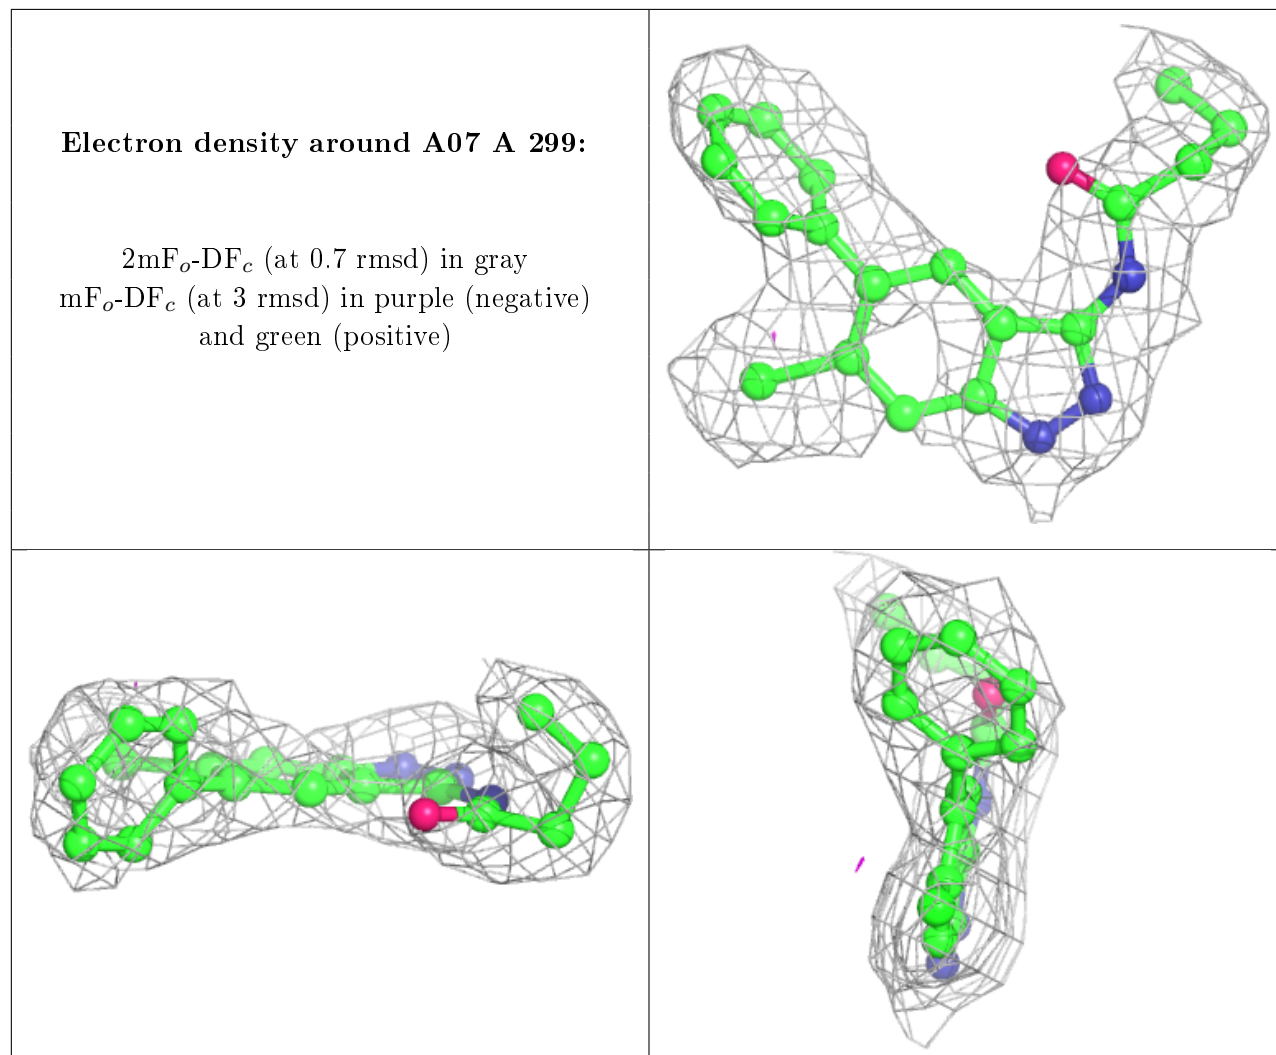 Electron density around A07 A 299:
2mFo-DFc (at 0.7 rmsd) in gray
mFo-DFc (at 3 rmsd) in purple (negative)
and green (positive)